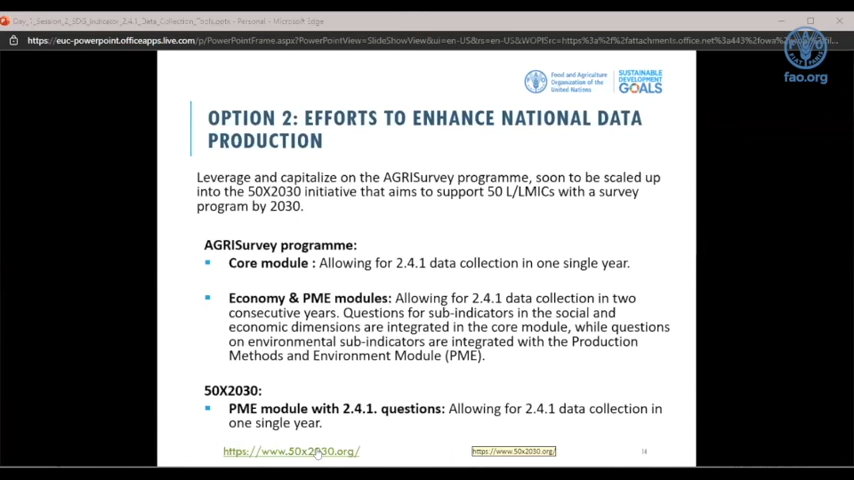 Day_1_Session_2_SDG_Indicator_2.4.1_Data_Collection_Tools.pptx - Personal - Microsoft Edge
https://euc-powerpoint.officeapps.live.com/p/PowerPointFrame.aspx?PowerPointView=SlideShowView&ui=en-US&rs=en-US&WOPISrc=https%3a%2f%2fattachments.office.net%3a443%2fowa%2
fao.org
Food and Agriculture
Organization of the
United Nations
SUSTAINABLE
DEVELOPMENT
GOALS
OPTION 2: EFFORTS TO ENHANCE NATIONAL DATA
PRODUCTION
Leverage and capitalize on the AGRISurvey programme, soon to be scaled up
into the 50X2030 initiative that aims to support 50 L/LMICs with a survey
program by 2030.
AGRISurvey programme:
Core module : Allowing for 2.4.1 data collection in one single year.
Economy & PME modules: Allowing for 2.4.1 data collection in two
consecutive years. Questions for sub-indicators in the social and
economic dimensions are integrated in the core module, while questions
on environmental sub-indicators are integrated with the Production
Methods and Environment Module (PME).
50X2030:
PME module with 2.4.1. questions: Allowing for 2.4.1 data collection in
one single year.
https://www.50x2030.org/
https://www.50x2030.org/